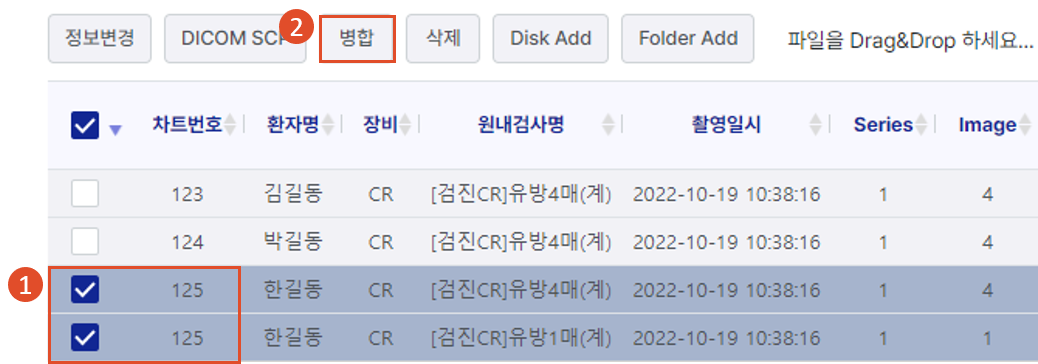 2
정보변경 DICOM SC 병합 삭제 Disk Add Folder Add 파일을 Drag&Drop 하세요...
차트번호 환자명 장비 원내검사명 촬영일시 Series Image
123 김길동 CR [검진CR]유방4매(계) 2022-10-19 10:38:16 1 4
124 박길동 CR [검진CR]유방4매(계) 2022-10-19 10:38:16 1 4
1 125 한길동 CR [검진CR]유방4매(계) 2022-10-19 10:38:16 1 4
125 한길동 CR [검진CR]유방1매(계) 2022-10-19 10:38:16 1 1